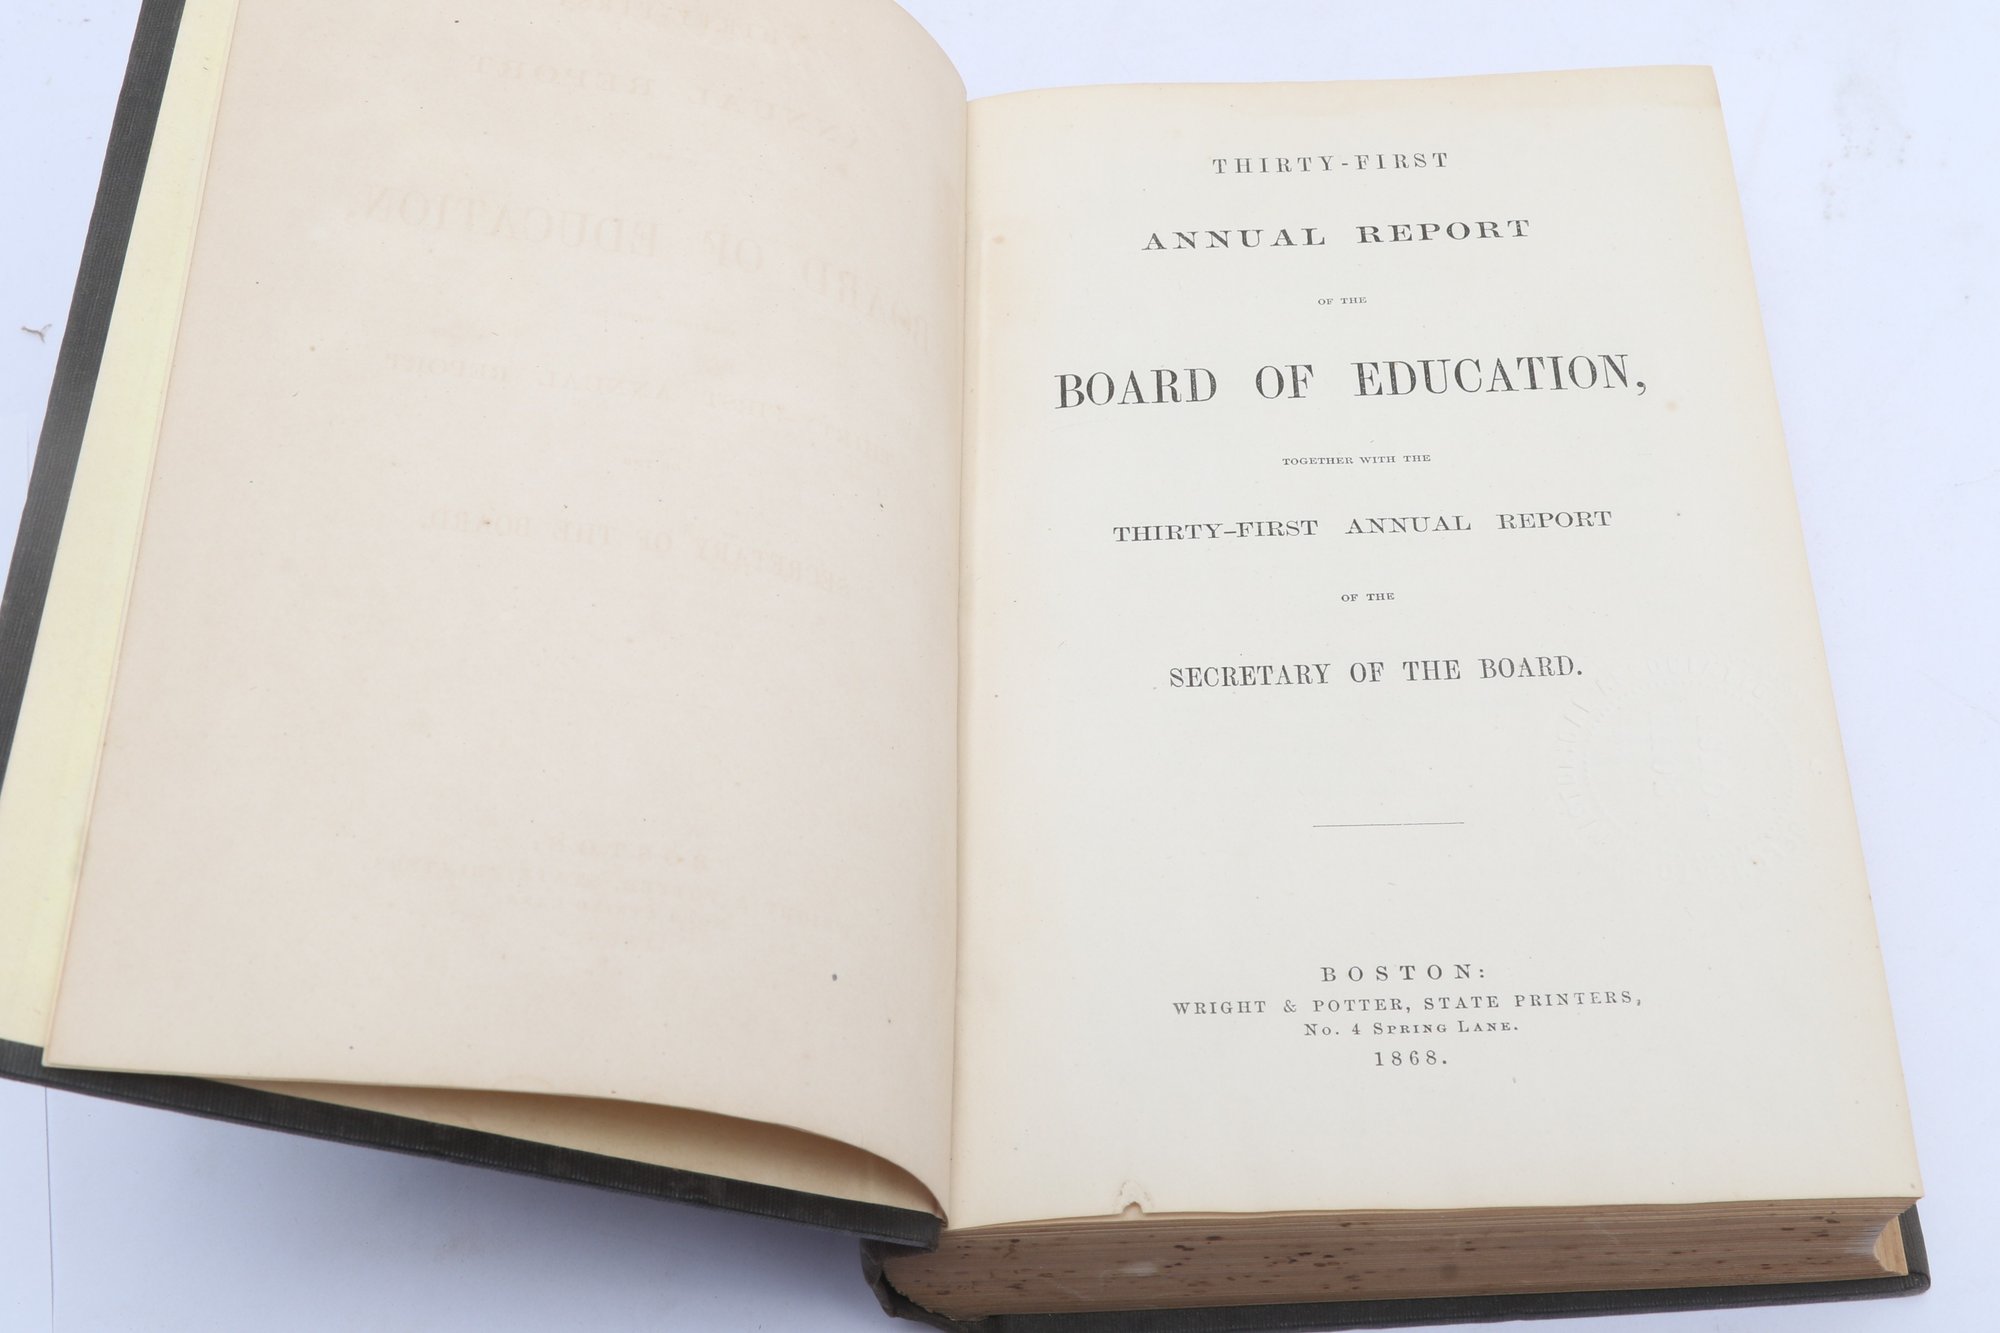 THIRTY-FIRST
ANNUAL REPORT
OF THE
BOARD OF EDUCATION,
TOGETHER WITH THE
THIRTY-FIRST ANNUAL REPORT
OF THE
SECRETARY OF THE BOARD.
BOSTON:
WRIGHT & POTTER, STATE PRINTERS,
No. 4 SPRING LANE.
1868.